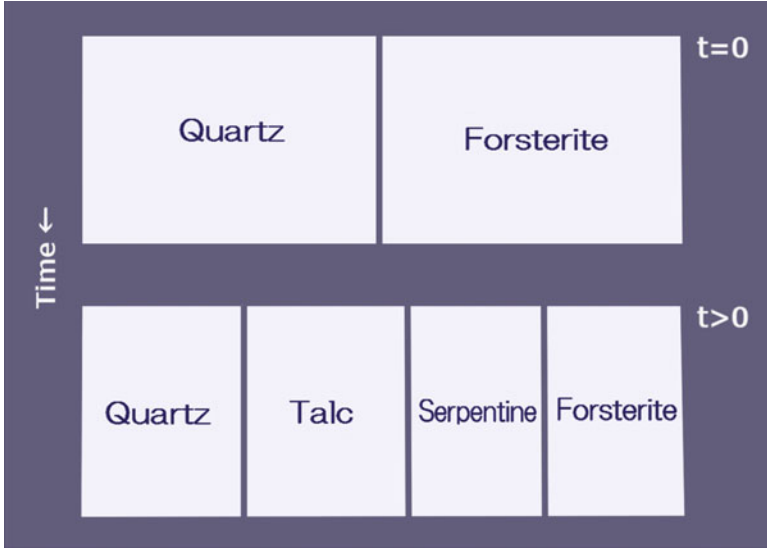 t=0
Quartz
Forsterite
Time ←
t>0
Quartz
Talc
Serpentine
Forsterite